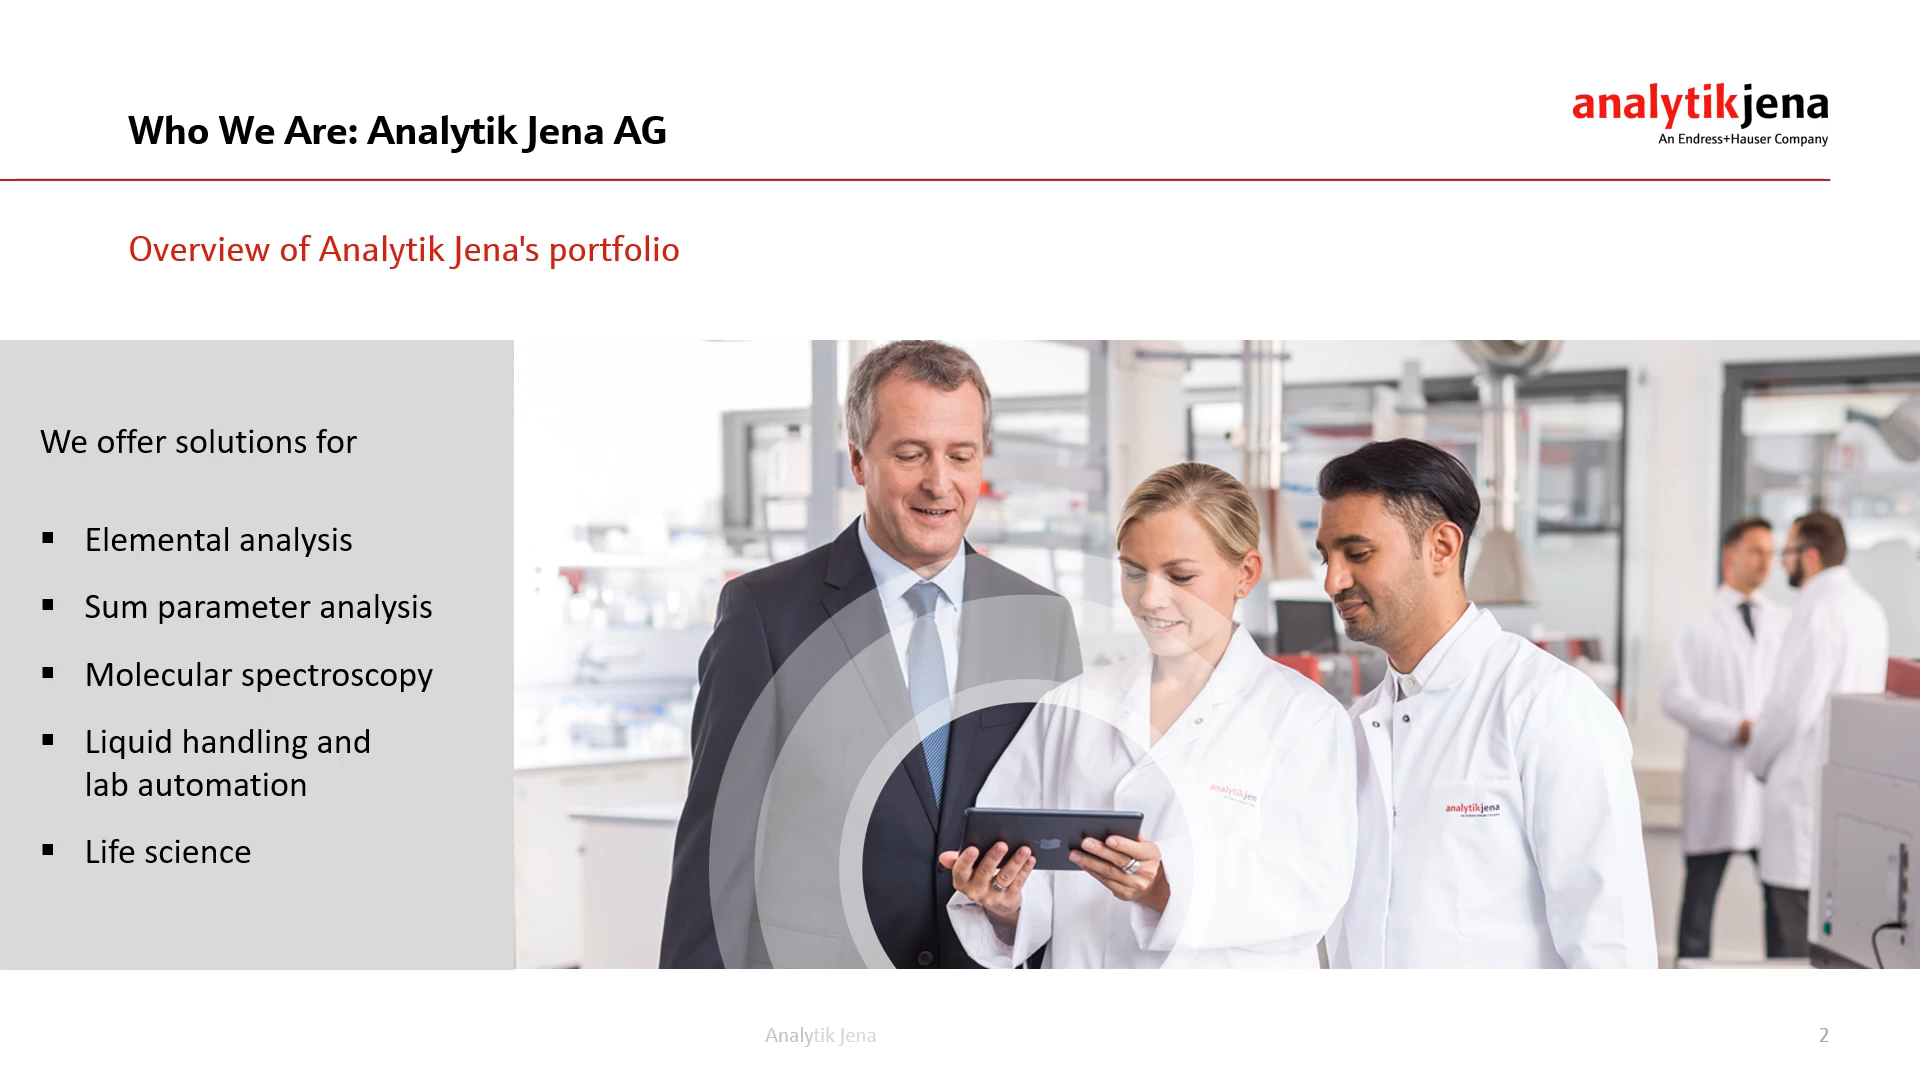 Who We Are: Analytik Jena AG
analytikjena
An Endress+Hauser Company
Overview of Analytik Jena's portfolio
We offer solutions for
▪ Elemental analysis
▪ Sum parameter analysis
▪ Molecular spectroscopy
▪ Liquid handling and
lab automation
▪ Life science
analytikjen
analytikjena
Analytik Jena
2